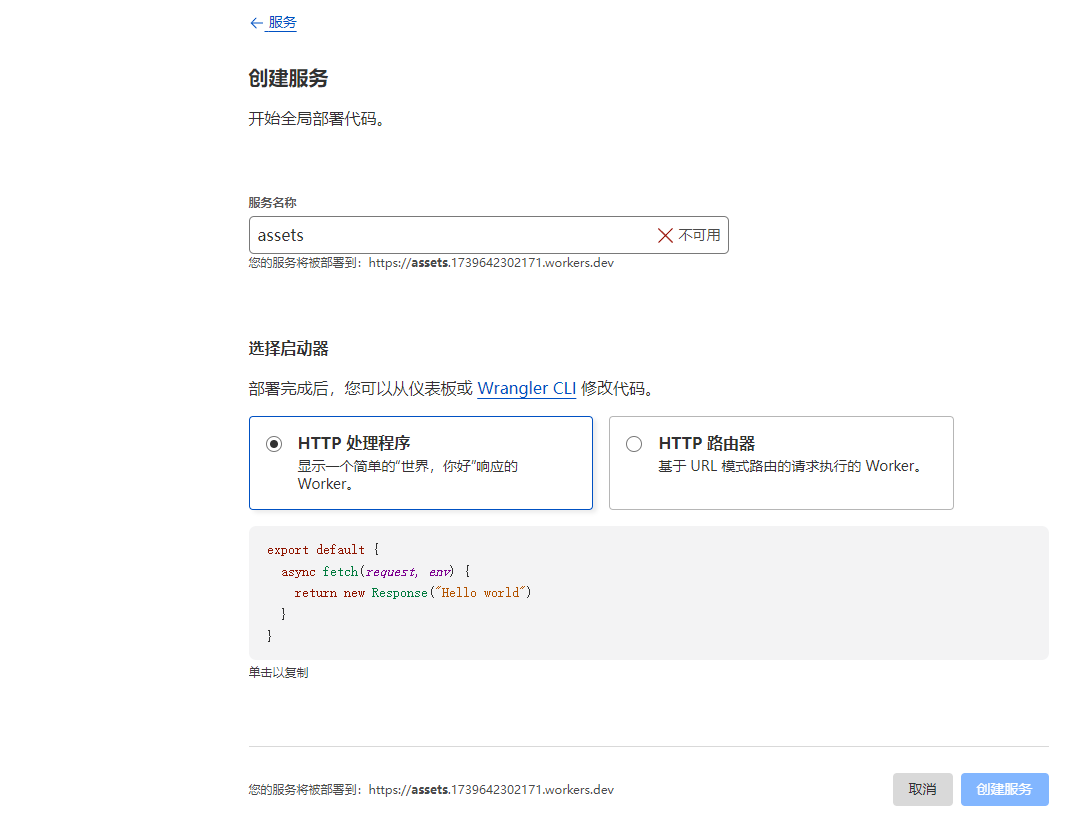 ← 服务
创建服务
开始全局部署代码。
服务名称
assets 不可用
您的服务将被部署到：https://assets.1739642302171.workers.dev
选择启动器
部署完成后，您可以从仪表板或 Wrangler CLI 修改代码。
HTTP 处理程序
显示一个简单的“世界，你好”响应的
Worker。
HTTP 路由器
基于 URL 模式路由的请求执行的 Worker。
export default {
  async fetch(request, env) {
    return new Response("Hello world")
  }
}
单击以复制
您的服务将被部署到：https://assets.1739642302171.workers.dev
取消
创建服务